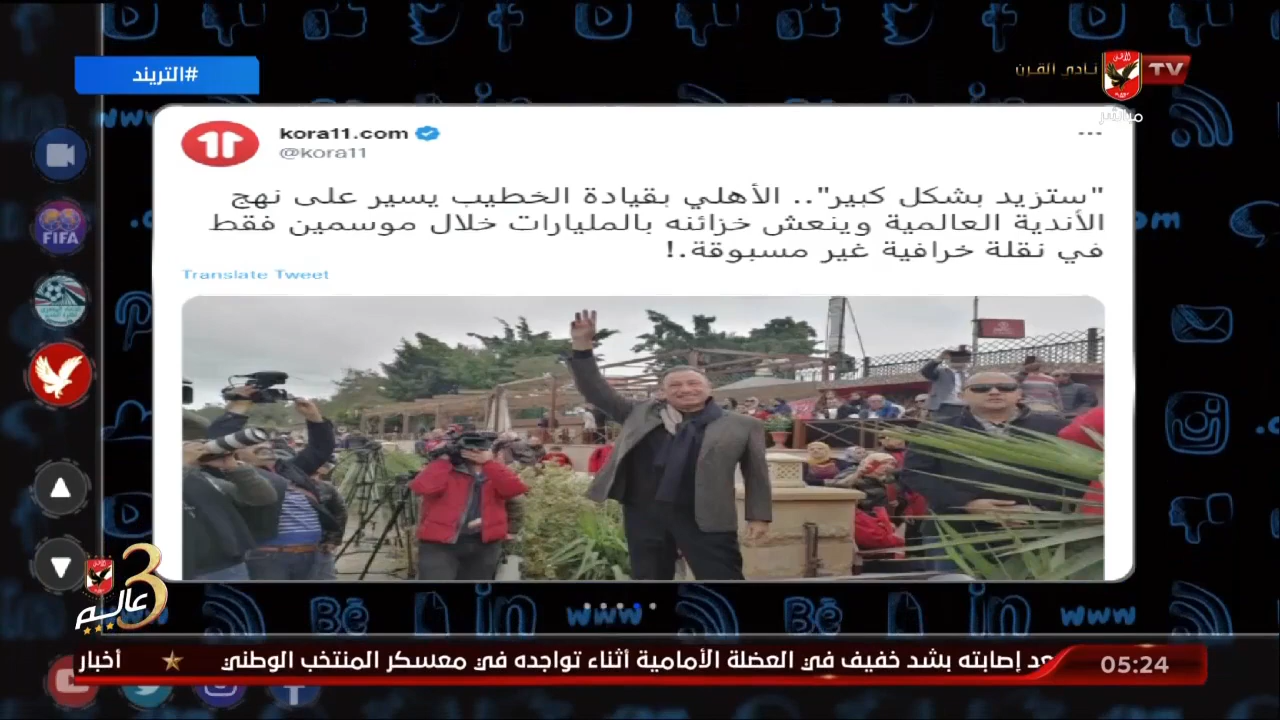 #التريند
نادي القرن
TV
مباشر
kora11.com
@kora11
"ستزيد بشكل كبير".. الأهلي بقيادة الخطيب يسير على نهج
الأندية العالمية وينعش خزائنه بالمليارات خلال موسمين فقط
في نقلة خرافية غير مسبوقة.!
Translate Tweet
FIFA
3
عالم
عد إصابته بشد خفيف في العضلة الأمامية أثناء تواجده في معسكر المنتخب الوطني
أخبار
05:24